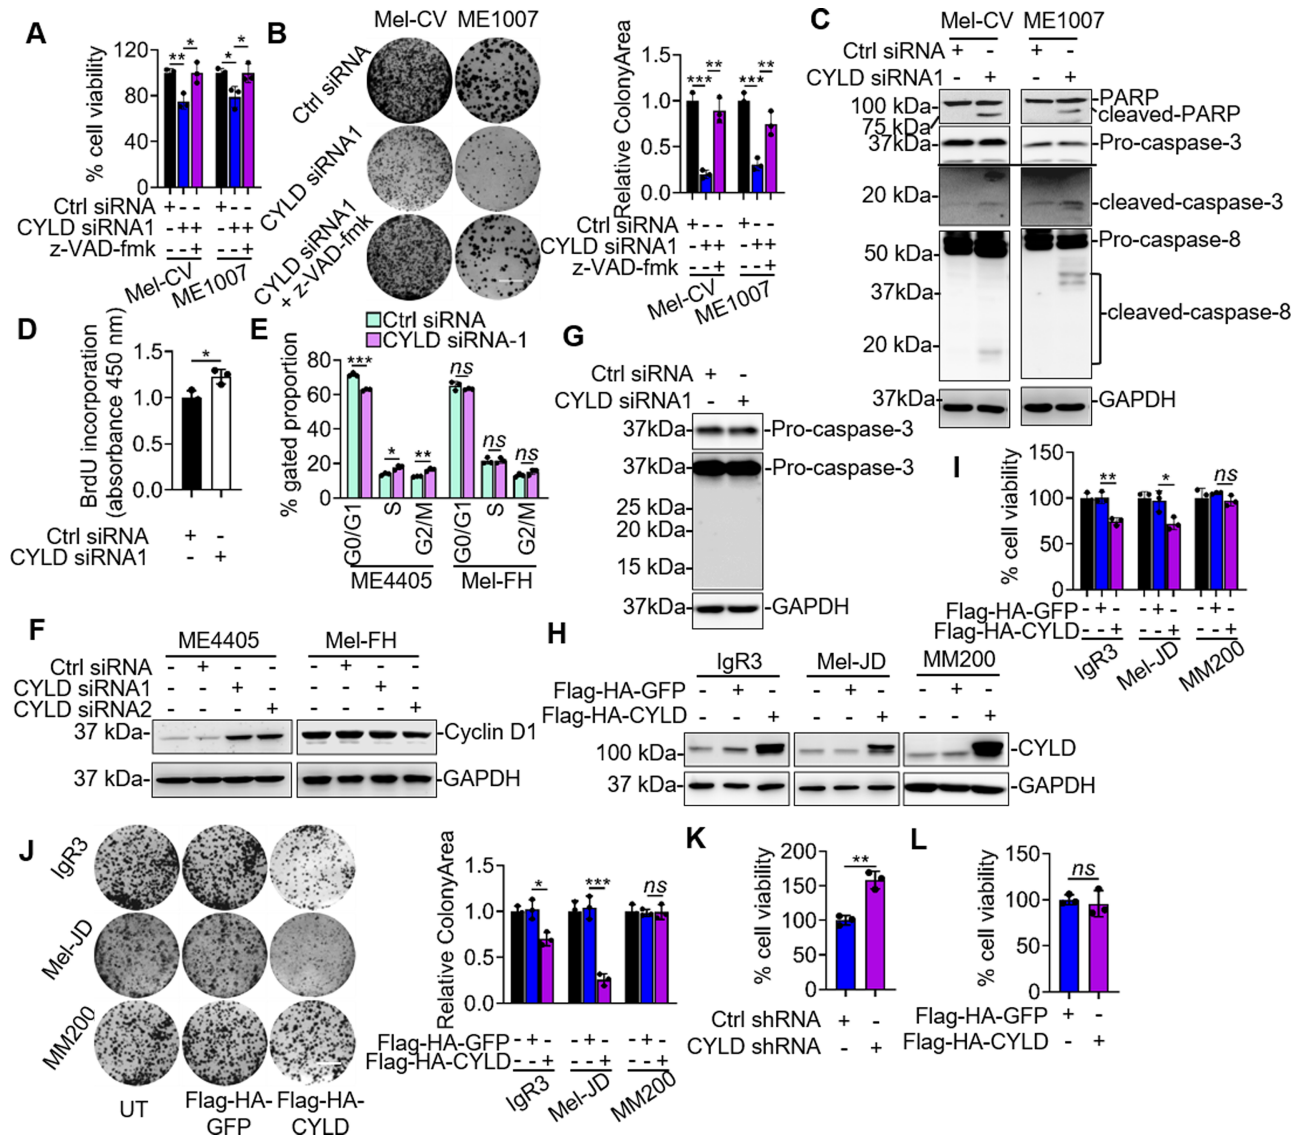 A
% cell viability
120
80
40
0
** * * *
Ctrl siRNA + - - + - -
CYLD siRNA1 - + + - + +
z-VAD-fmk - - + - - +
Mel-CV
ME1007
B
Mel-CV ME1007
Ctrl siRNA
CYLD siRNA1
CYLD siRNA1
+ z-VAD-fmk
Relative ColonyArea
1.5
1.0
0.5
0.0
*** ** *** **
Ctrl siRNA + - - + - -
CYLD siRNA1 - + + - + +
z-VAD-fmk - - + - - +
Mel-CV
ME1007
C
Mel-CV ME1007
Ctrl siRNA + - + -
CYLD siRNA1 - + - +
100 kDa- -PARP
75 kDa -cleaved-PARP
37kDa- -Pro-caspase-3
20 kDa- -cleaved-caspase-3
50 kDa- -Pro-caspase-8
37kDa- -cleaved-caspase-8
20 kDa-
37kDa- -GAPDH
D
BrdU incorporation
(absorbance 450 nm)
1.5
1.0
0.5
0.0
*
Ctrl siRNA + -
CYLD siRNA1 - +
E
Ctrl siRNA
CYLD siRNA-1
% gated proportion
80
60
40
20
0
*** * ** ns ns ns
G0/G1 S G2/M G0/G1 S G2/M
ME4405 Mel-FH
F
ME4405 Mel-FH
Ctrl siRNA - + - - - + - -
CYLD siRNA1 - - + - - - + -
CYLD siRNA2 - - - + - - - +
37 kDa- -Cyclin D1
37 kDa- -GAPDH
G
Ctrl siRNA + -
CYLD siRNA1 - +
37kDa- -Pro-caspase-3
37kDa- -Pro-caspase-3
25 kDa-
20 kDa-
15 kDa-
37kDa- -GAPDH
H
IgR3 Mel-JD MM200
Flag-HA-GFP - + - - + - - + -
Flag-HA-CYLD - - + - - + - - +
100 kDa- -CYLD
37 kDa- -GAPDH
I
% cell viability
150
100
50
0
** * ns
Flag-HA-GFP - + - - + - - + -
Flag-HA-CYLD - - + - - + - - +
IgR3
Mel-JD
MM200
J
IgR3
Mel-JD
MM200
UT
Flag-HA-
GFP
Flag-HA-
CYLD
Relative ColonyArea
1.5
1.0
0.5
0.0
* *** ns
Flag-HA-GFP - + - - + - - + -
Flag-HA-CYLD - - + - - + - - +
IgR3
Mel-JD
MM200
K
% cell viability
200
150
100
50
0
**
Ctrl shRNA + -
CYLD shRNA - +
L
% cell viability
150
100
50
0
ns
Flag-HA-GFP + -
Flag-HA-CYLD - +